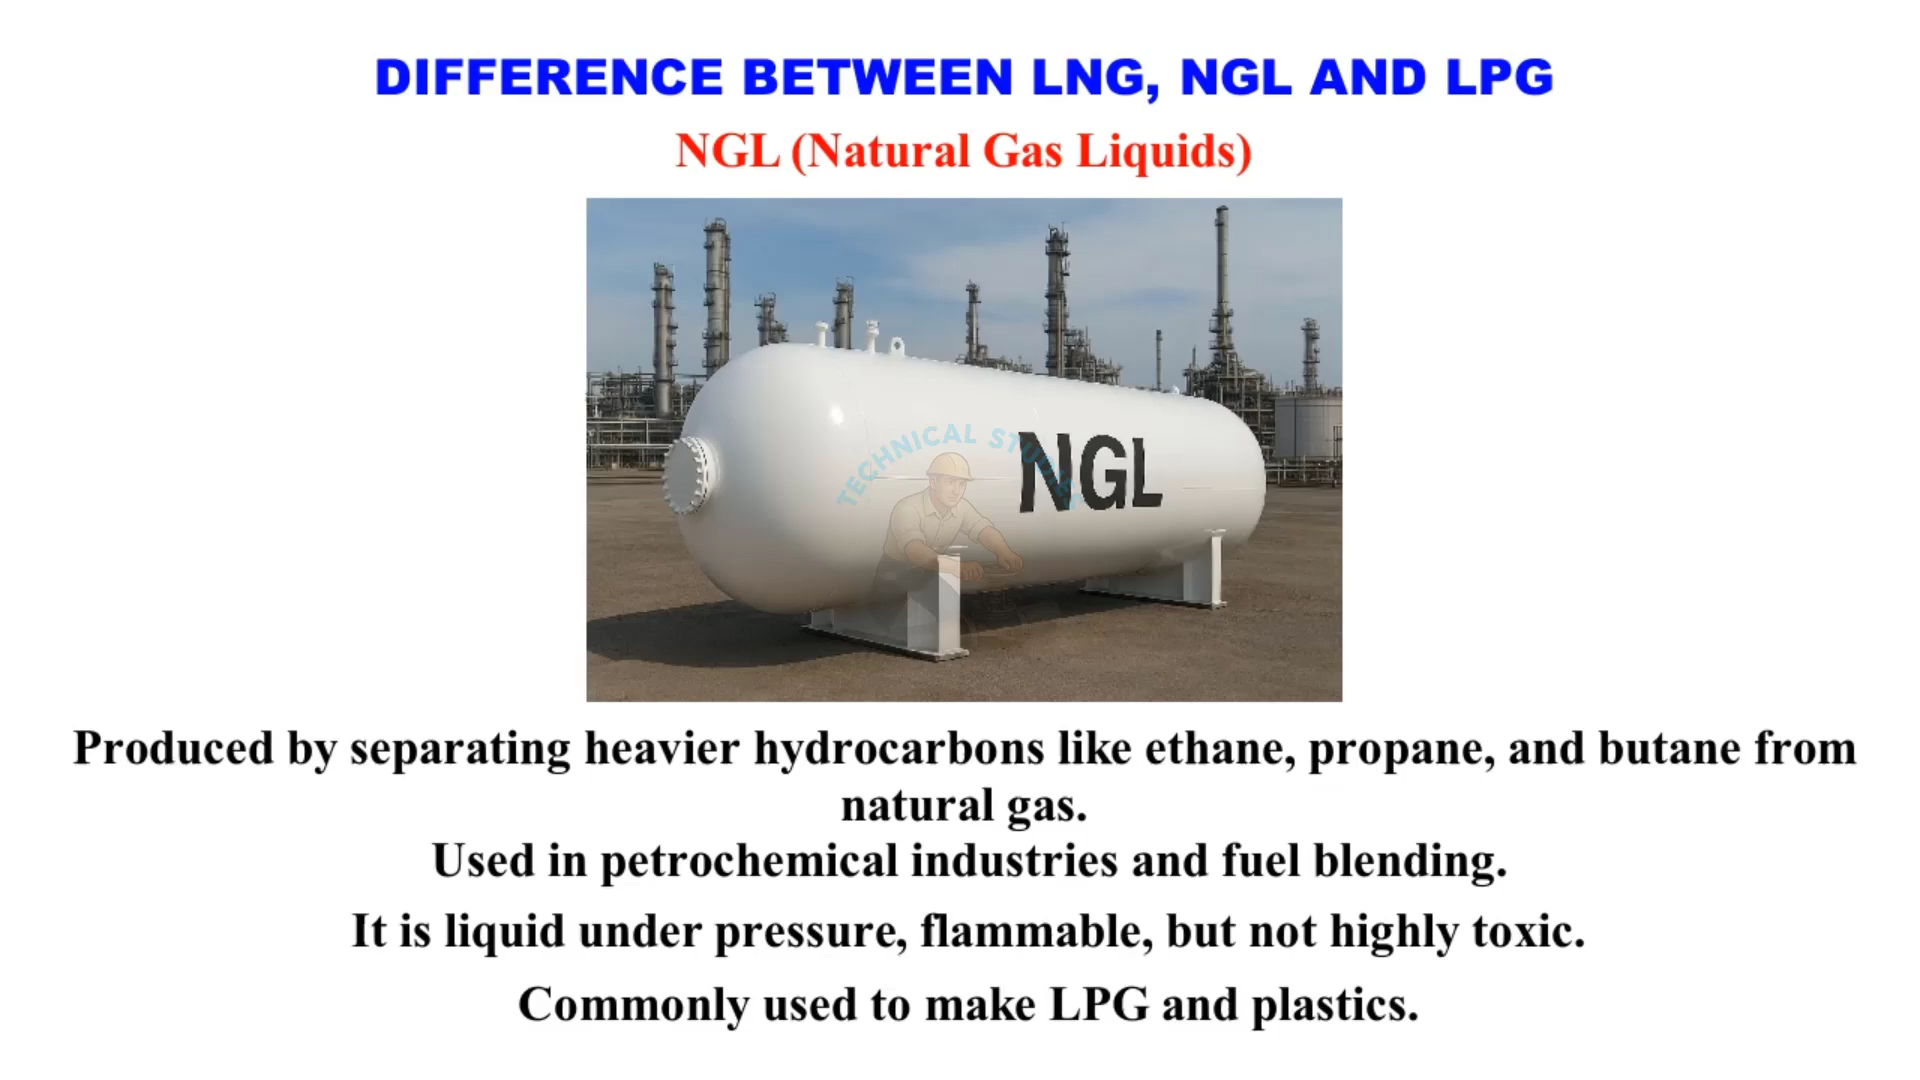 DIFFERENCE BETWEEN LNG, NGL AND LPG
NGL (Natural Gas Liquids)
TECHNICAL STUDIES
NGL
Produced by separating heavier hydrocarbons like ethane, propane, and butane from
natural gas.
Used in petrochemical industries and fuel blending.
It is liquid under pressure, flammable, but not highly toxic.
Commonly used to make LPG and plastics.